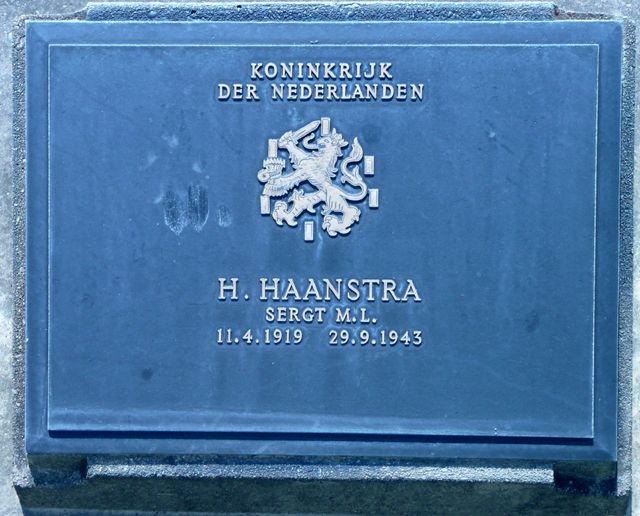 KONINKRIJK
DER NEDERLANDEN
H. HAANSTRA
SERGT M.L.
11.4.1919 29.9.1943